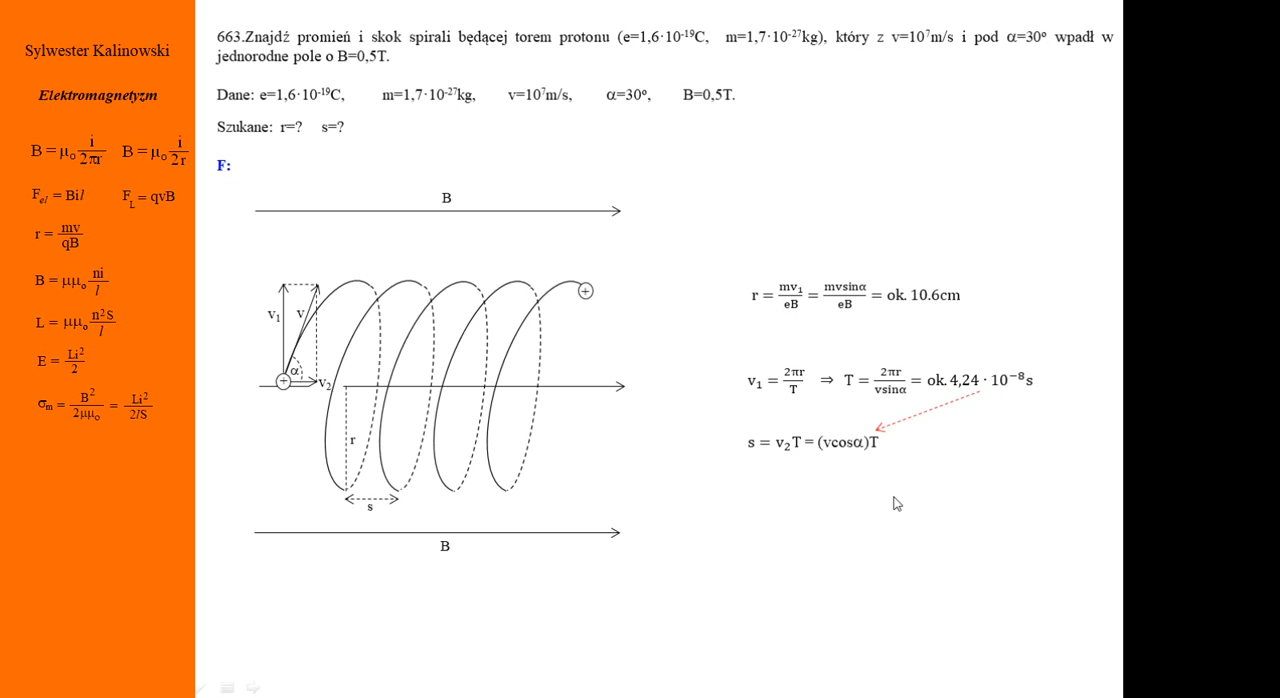 Sylwester Kalinowski
Elektromagnetyzm
B = μ₀ i/2πr B = μ₀ i/2r
F_el = Bil F_L = qvB
r = mv/qB
B = μμ₀ ni/l
L = μμ₀ n²S/l
E = Li²/2
σ_m = B²/2μμ₀ = Li²/2lS
663.Znajdź promień i skok spirali będącej torem protonu (e=1,6·10⁻¹⁹C, m=1,7·10⁻²⁷kg), który z v=10⁷m/s i pod α=30° wpadł w
jednorodne pole o B=0,5T.
Dane: e=1,6·10⁻¹⁹C, m=1,7·10⁻²⁷kg, v=10⁷m/s, α=30°, B=0,5T.
Szukane: r=? s=?
F:
B
v₁ v
α
v₂
r
s
B
r = mv₁/eB = mvsinα/eB = ok. 10.6cm
v₁ = 2πr/T ⇒ T = 2πr/vsinα = ok. 4,24 · 10⁻⁸s
s = v₂T = (vcosα)T